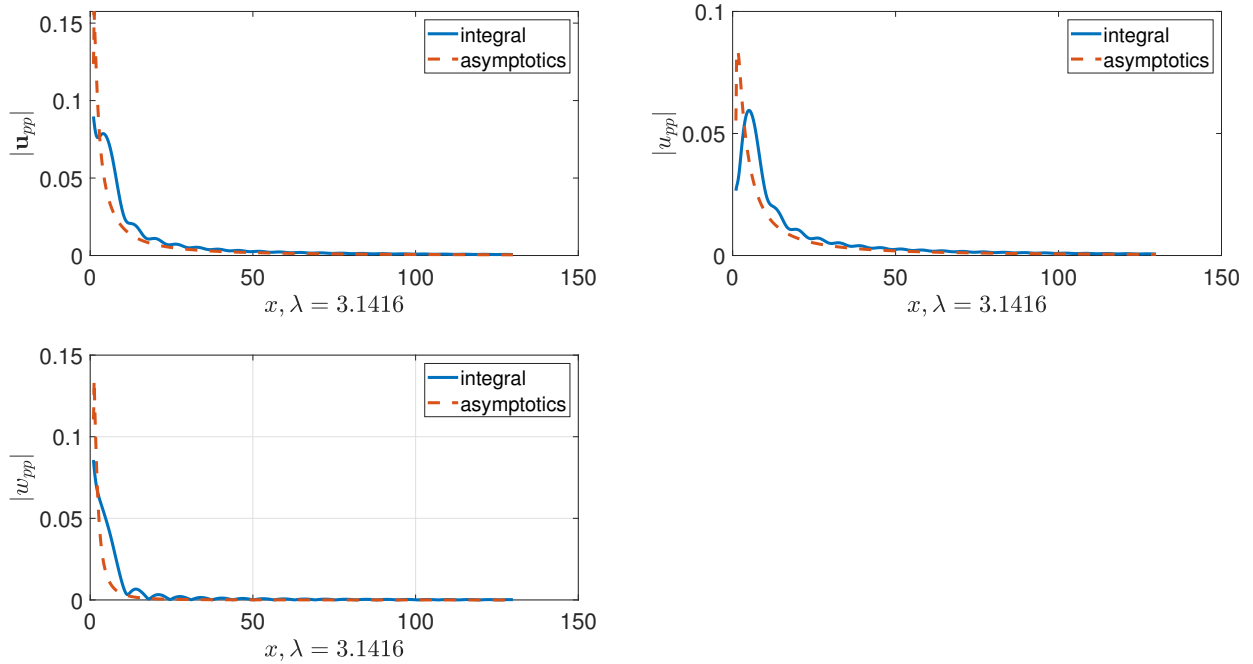 0.15
0.1
0.05
0
|u_pp|
integral
asymptotics
0 50 100 150
x, λ = 3.1416
0.1
0.05
0
|u_pp|
integral
asymptotics
0 50 100 150
x, λ = 3.1416
0.15
0.1
0.05
0
|w_pp|
integral
asymptotics
0 50 100 150
x, λ = 3.1416